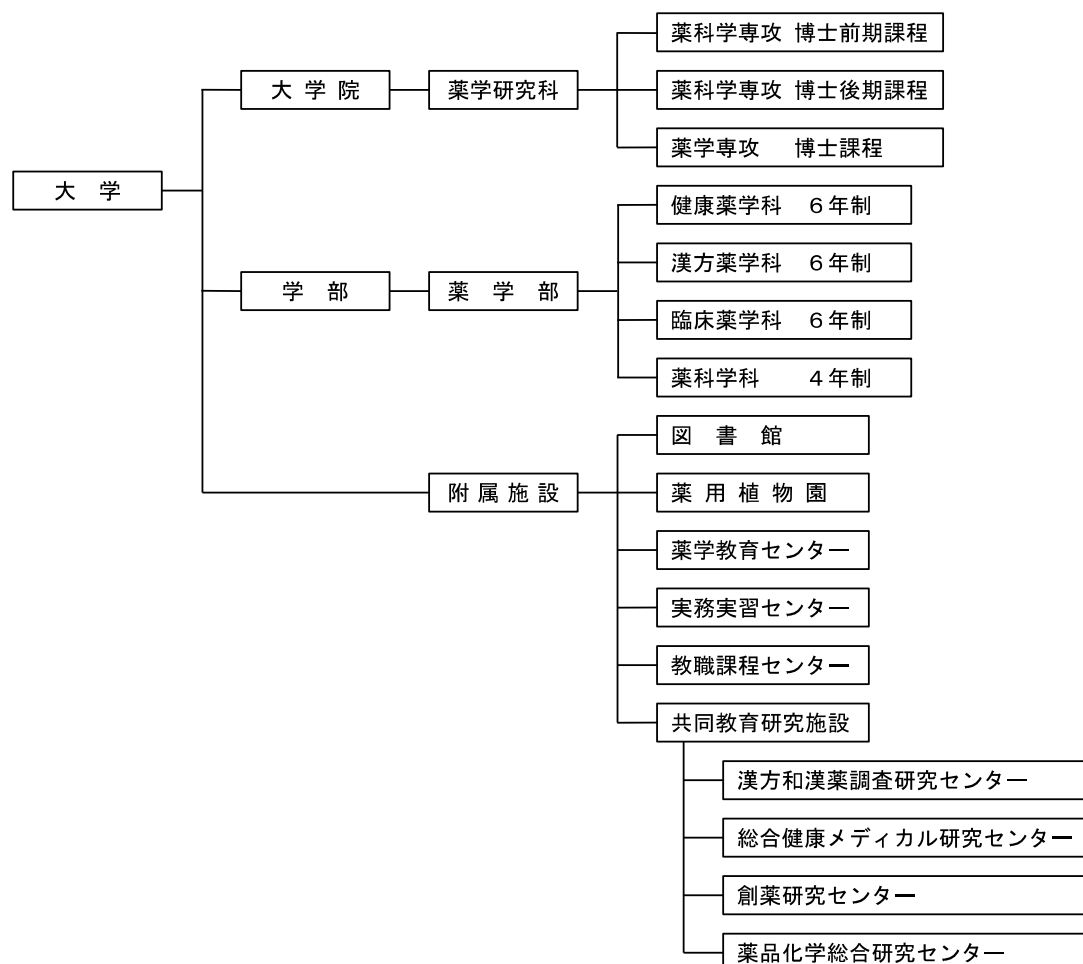 薬科学専攻 博士前期課程
大 学 院
薬学研究科
薬科学専攻 博士後期課程
薬学専攻 博士課程
大 学
健康薬学科 ６年制
漢方薬学科 ６年制
学 部
薬 学 部
臨床薬学科 ６年制
薬科学科 ４年制
図 書 館
附 属 施 設
薬 用 植 物 園
薬学教育センター
実務実習センター
教職課程センター
共同教育研究施設
漢方和漢薬調査研究センター
総合健康メディカル研究センター
創薬研究センター
薬品化学総合研究センター